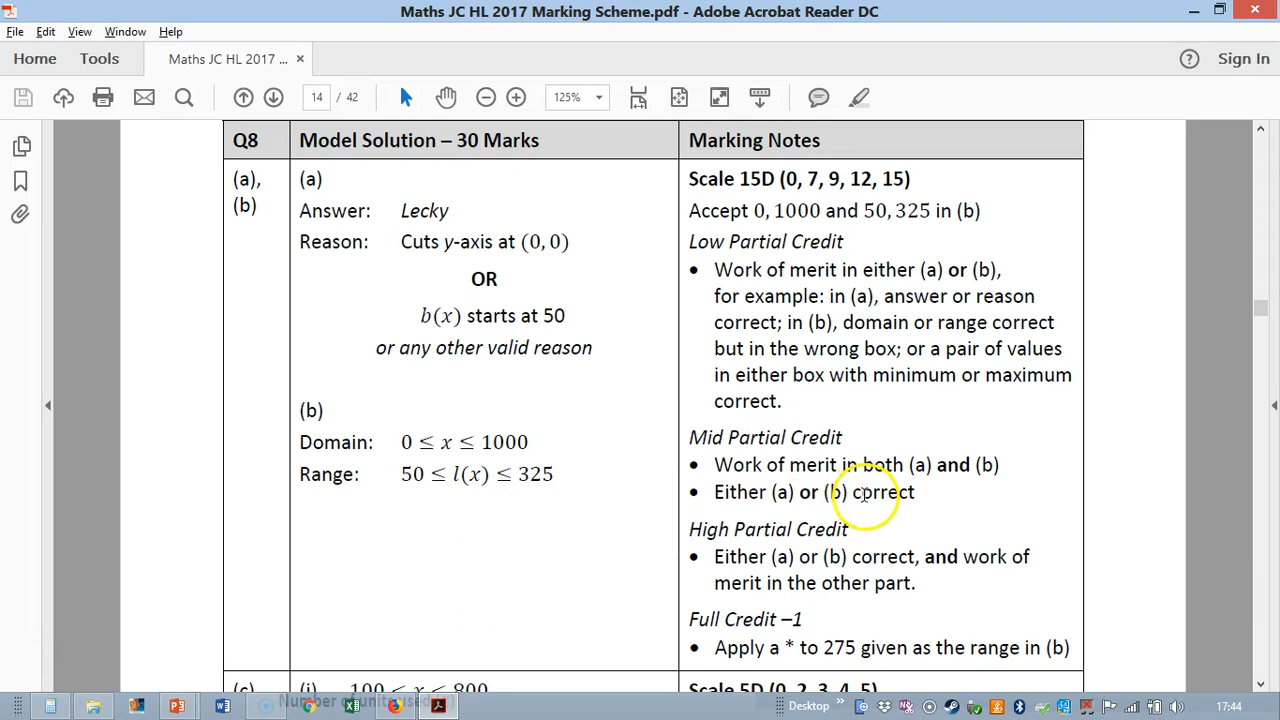 Maths JC HL 2017 Marking Scheme.pdf - Adobe Acrobat Reader DC
File Edit View Window Help
Home Tools Maths JC HL 2017 ... × Sign In
14 / 42 125%
Q8 Model Solution – 30 Marks Marking Notes
(a),
(b)
(a)
Answer: Lecky
Reason: Cuts y-axis at (0, 0)
OR
b(x) starts at 50
or any other valid reason
(b)
Domain: 0 ≤ x ≤ 1000
Range: 50 ≤ l(x) ≤ 325
Scale 15D (0, 7, 9, 12, 15)
Accept 0, 1000 and 50, 325 in (b)
Low Partial Credit
• Work of merit in either (a) or (b),
for example: in (a), answer or reason
correct; in (b), domain or range correct
but in the wrong box; or a pair of values
in either box with minimum or maximum
correct.
Mid Partial Credit
• Work of merit in both (a) and (b)
• Either (a) or (b) correct
High Partial Credit
• Either (a) or (b) correct, and work of
merit in the other part.
Full Credit –1
• Apply a * to 275 given as the range in (b)
(c) (i) 100 ≤ x ≤ 800 Scale 5D (0, 2, 3, 4, 5)
Number of units used
Desktop » 17:44